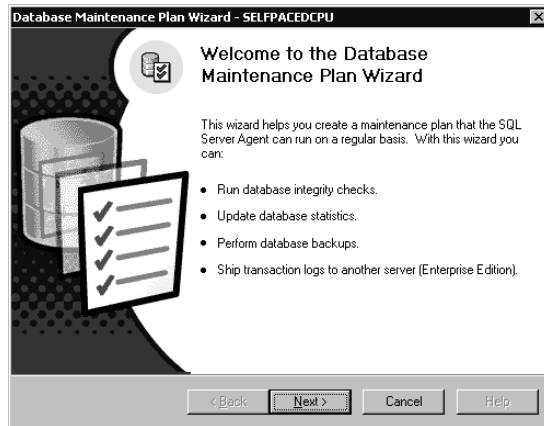 Database Maintenance Plan Wizard - SELFPACEDCPU
Welcome to the Database
Maintenance Plan Wizard
This wizard helps you create a maintenance plan that the SQL
Server Agent can run on a regular basis. With this wizard you
can:
• Run database integrity checks.
• Update database statistics.
• Perform database backups.
• Ship transaction logs to another server (Enterprise Edition).
< Back
Next >
Cancel
Help